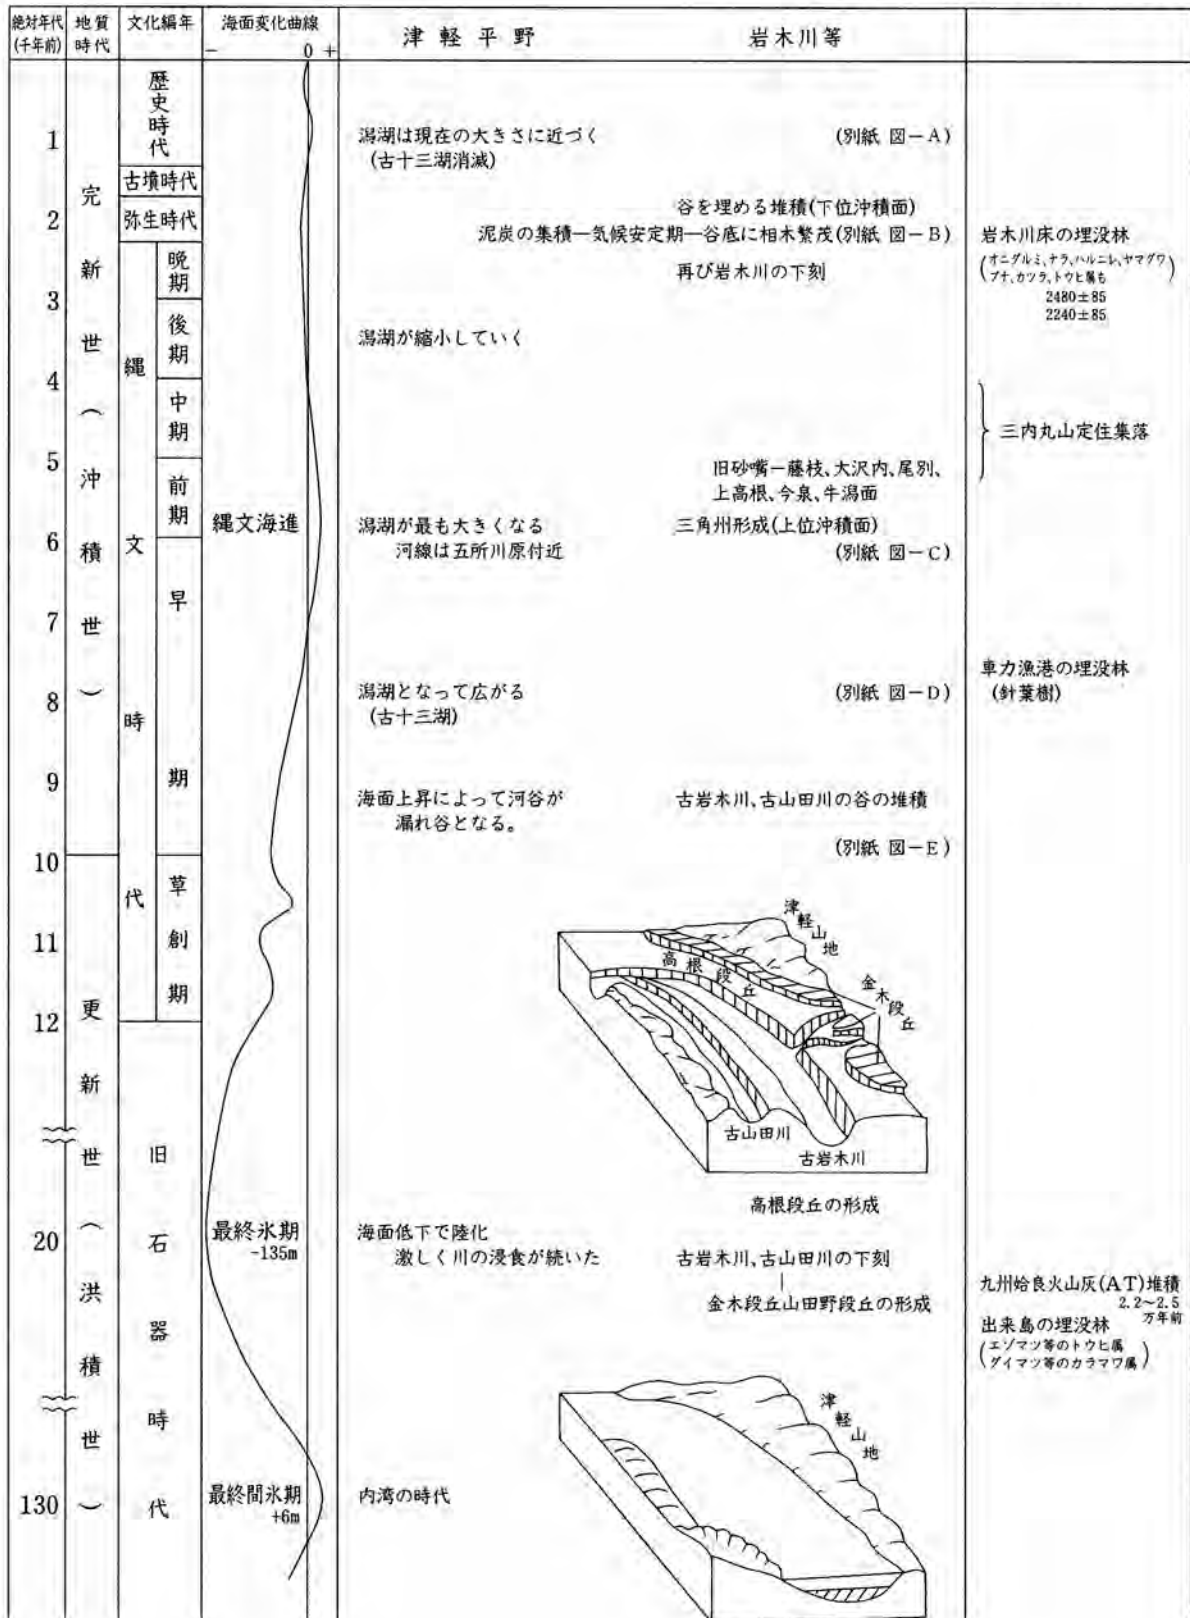 絶対年代 地質 文化編年 海面変化曲線 津軽平野 岩木川等
(千年前) 時代 − 0 +
歴史時代
1
潟湖は現在の大きさに近づく (別紙 図−A)
(古十三湖消滅)
古墳時代
完新世(沖積世)
2
弥生時代
谷を埋める堆積(下位沖積面)
泥炭の集積−気候安定期−谷底に相木繁茂(別紙 図−B)
岩木川床の埋没林
(オニグルミ、ナラ、ハルニレ、ヤマグワ
ブナ、カツラ、トウヒ属も)
2480±85
2240±85
縄文時代
晩期
再び岩木川の下刻
3
後期
潟湖が縮小していく
4
中期
三内丸山定住集落
5
前期
旧砂嘴−藤枝、大沢内、尾別、
上高根、今泉、牛潟面
縄文海進
潟湖が最も大きくなる 三角州形成(上位沖積面)
河線は五所川原付近 (別紙 図−C)
6
早期
7
車力漁港の埋没林
(針葉樹)
8
潟湖となって広がる (別紙 図−D)
(古十三湖)
9
海面上昇によって河谷が 古岩木川、古山田川の谷の堆積
漏れ谷となる。
(別紙 図−E)
10
草創期
11
12
更新世(洪積世)
津軽山地
高根段丘
金木段丘
古山田川
古岩木川
高根段丘の形成
旧石器時代
20
最終氷期
-135m
海面低下で陸化
激しく川の浸食が続いた 古岩木川、古山田川の下刻
金木段丘山田野段丘の形成
九州姶良火山灰(AT)堆積
2.2〜2.5
万年前
出来島の埋没林
(エゾマツ等のトウヒ属
グイマツ等のカラマツ属)
津軽山地
130
最終間氷期
+6m
内湾の時代